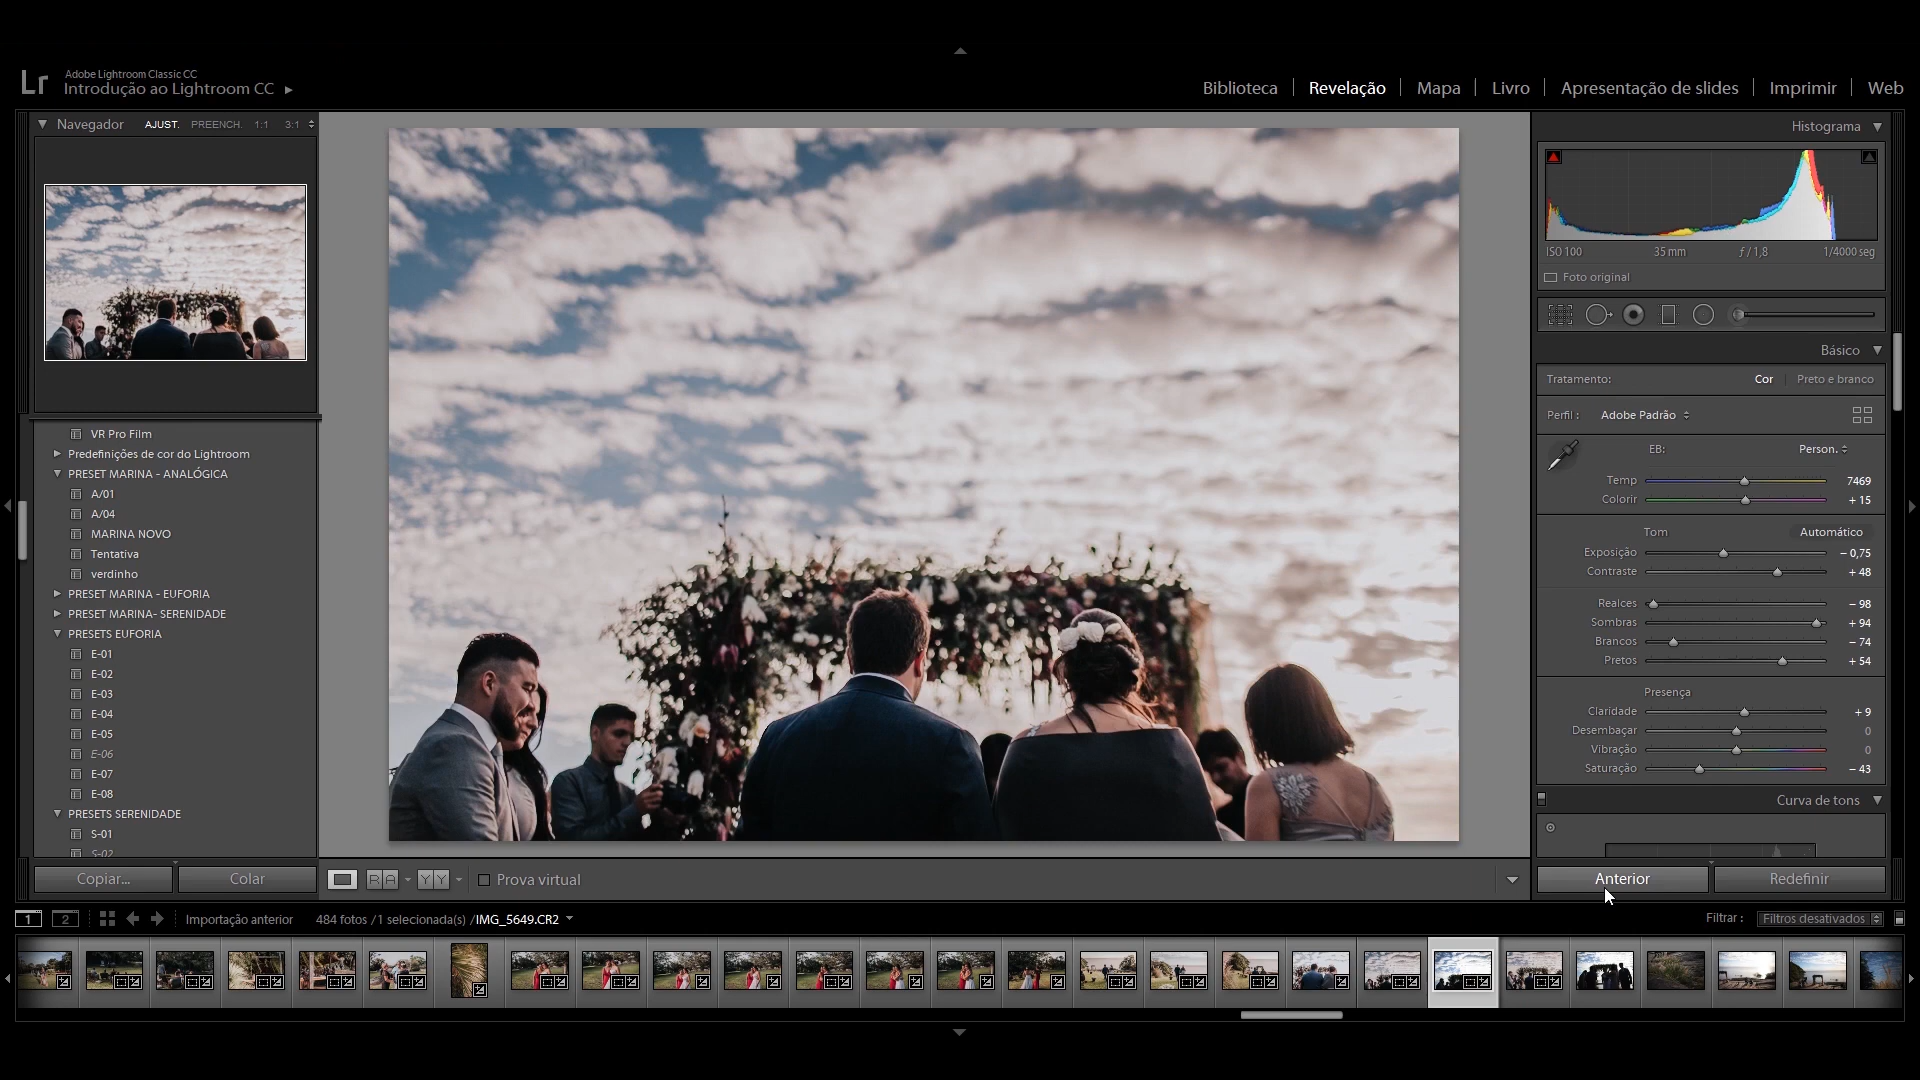 Lr
Adobe Lightroom Classic CC
Introdução ao Lightroom CC
Biblioteca
Revelação
Mapa
Livro
Apresentação de slides
Imprimir
Web
Navegador AJUST. PREENCH. 1:1 3:1
VR Pro Film
Predefinições de cor do Lightroom
PRESET MARINA - ANALÓGICA
A/01
A/04
MARINA NOVO
Tentativa
verdinho
PRESET MARINA - EUFORIA
PRESET MARINA- SERENIDADE
PRESETS EUFORIA
E-01
E-02
E-03
E-04
E-05
E-06
E-07
E-08
PRESETS SERENIDADE
S-01
S-02
Copiar... Colar
R A Y Y Prova virtual
Histograma
ISO 100 35 mm ƒ / 1,8 1/4000 seg
Foto original
Básico
Tratamento: Cor Preto e branco
Perfil : Adobe Padrão
EB: Person.
Temp 7469
Colorir + 15
Tom Automático
Exposição − 0,75
Contraste + 48
Realces − 98
Sombras + 94
Brancos − 74
Pretos + 54
Presença
Claridade + 9
Desembaçar 0
Vibração 0
Saturação − 43
Curva de tons
Anterior Redefinir
1 2 Importação anterior 484 fotos /1 selecionada(s) /IMG_5649.CR2
Filtrar : Filtros desativados